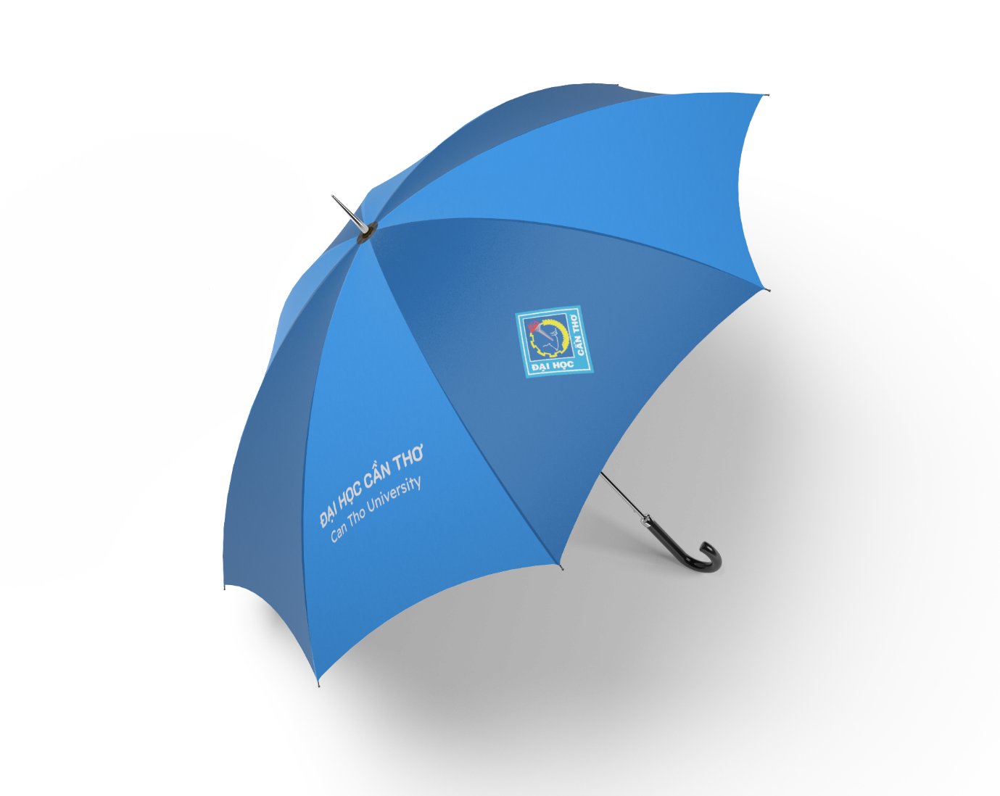 ĐẠI HỌC CẦN THƠ
Can Tho University
ĐẠI HỌC
CẦN THƠ